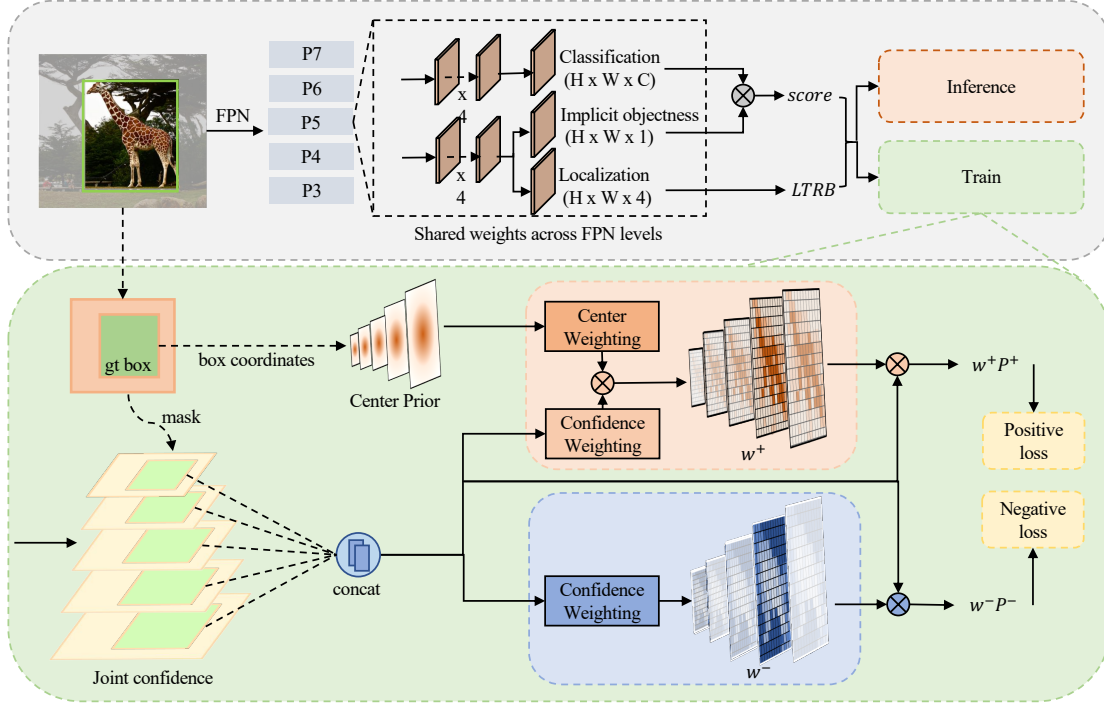 P7
P6
P5
P4
P3
FPN
x
4
x
4
Classification
(H x W x C)
Implicit objectness
(H x W x 1)
Localization
(H x W x 4)
Shared weights across FPN levels
score
LTRB
Inference
Train
gt box
box coordinates
mask
Center Prior
Center
Weighting
Confidence
Weighting
w⁺
w⁺P⁺
Positive
loss
Negative
loss
concat
Confidence
Weighting
w⁻
w⁻P⁻
Joint confidence